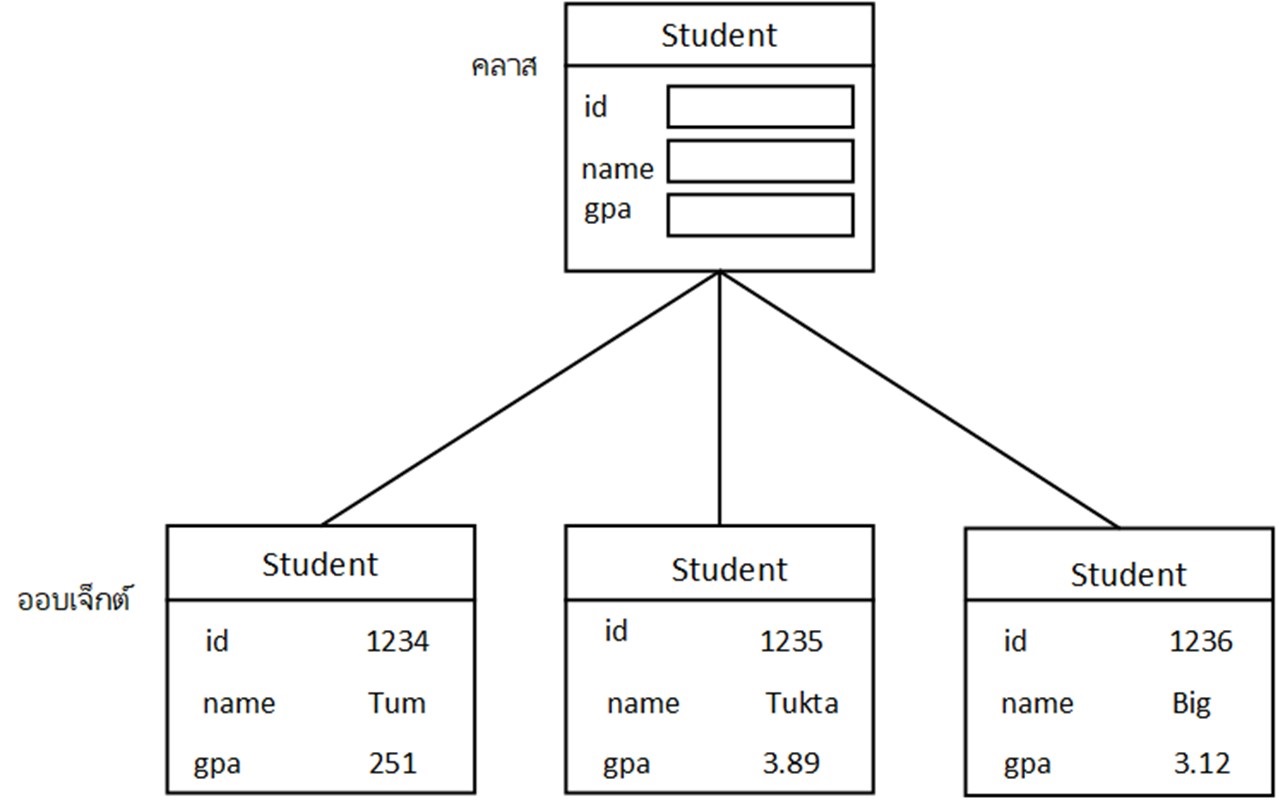 Student
คลาส
id
name
gpa
ออบเจ็กต์
Student
id 1234
name Tum
gpa 251
Student
id 1235
name Tukta
gpa 3.89
Student
id 1236
name Big
gpa 3.12